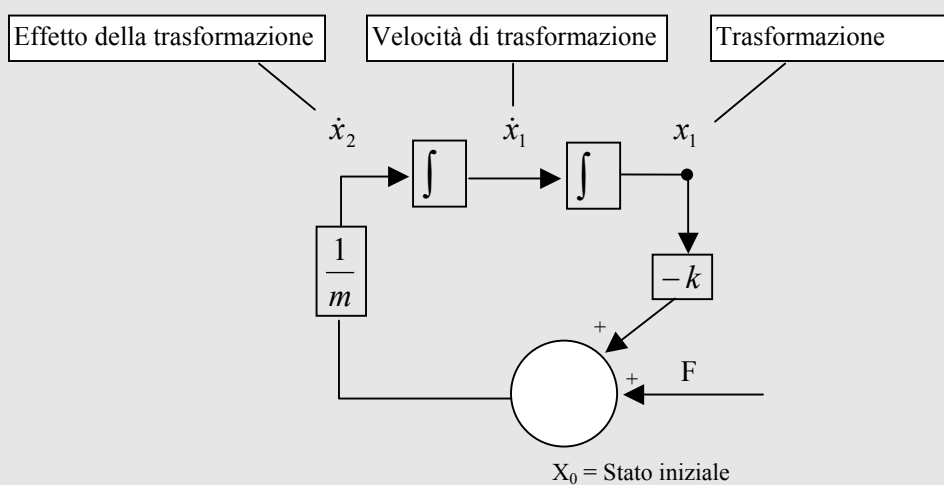 Effetto della trasformazione
Velocità di trasformazione
Trasformazione
ẋ₂
ẋ₁
x₁
∫
∫
1
m
−k
+
+
F
X₀ = Stato iniziale